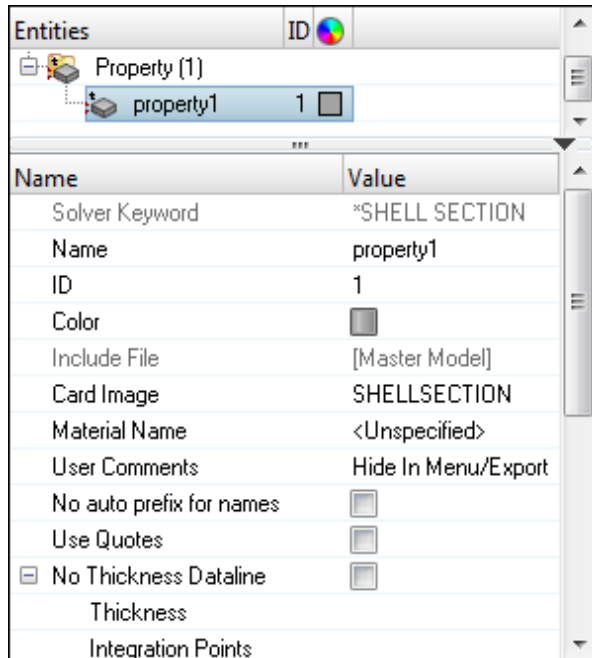 Entities ID
Property (1)
property1 1
Name Value
Solver Keyword *SHELL SECTION
Name property1
ID 1
Color
Include File [Master Model]
Card Image SHELLSECTION
Material Name <Unspecified>
User Comments Hide In Menu/Export
No auto prefix for names
Use Quotes
No Thickness Dataline
Thickness
Integration Points